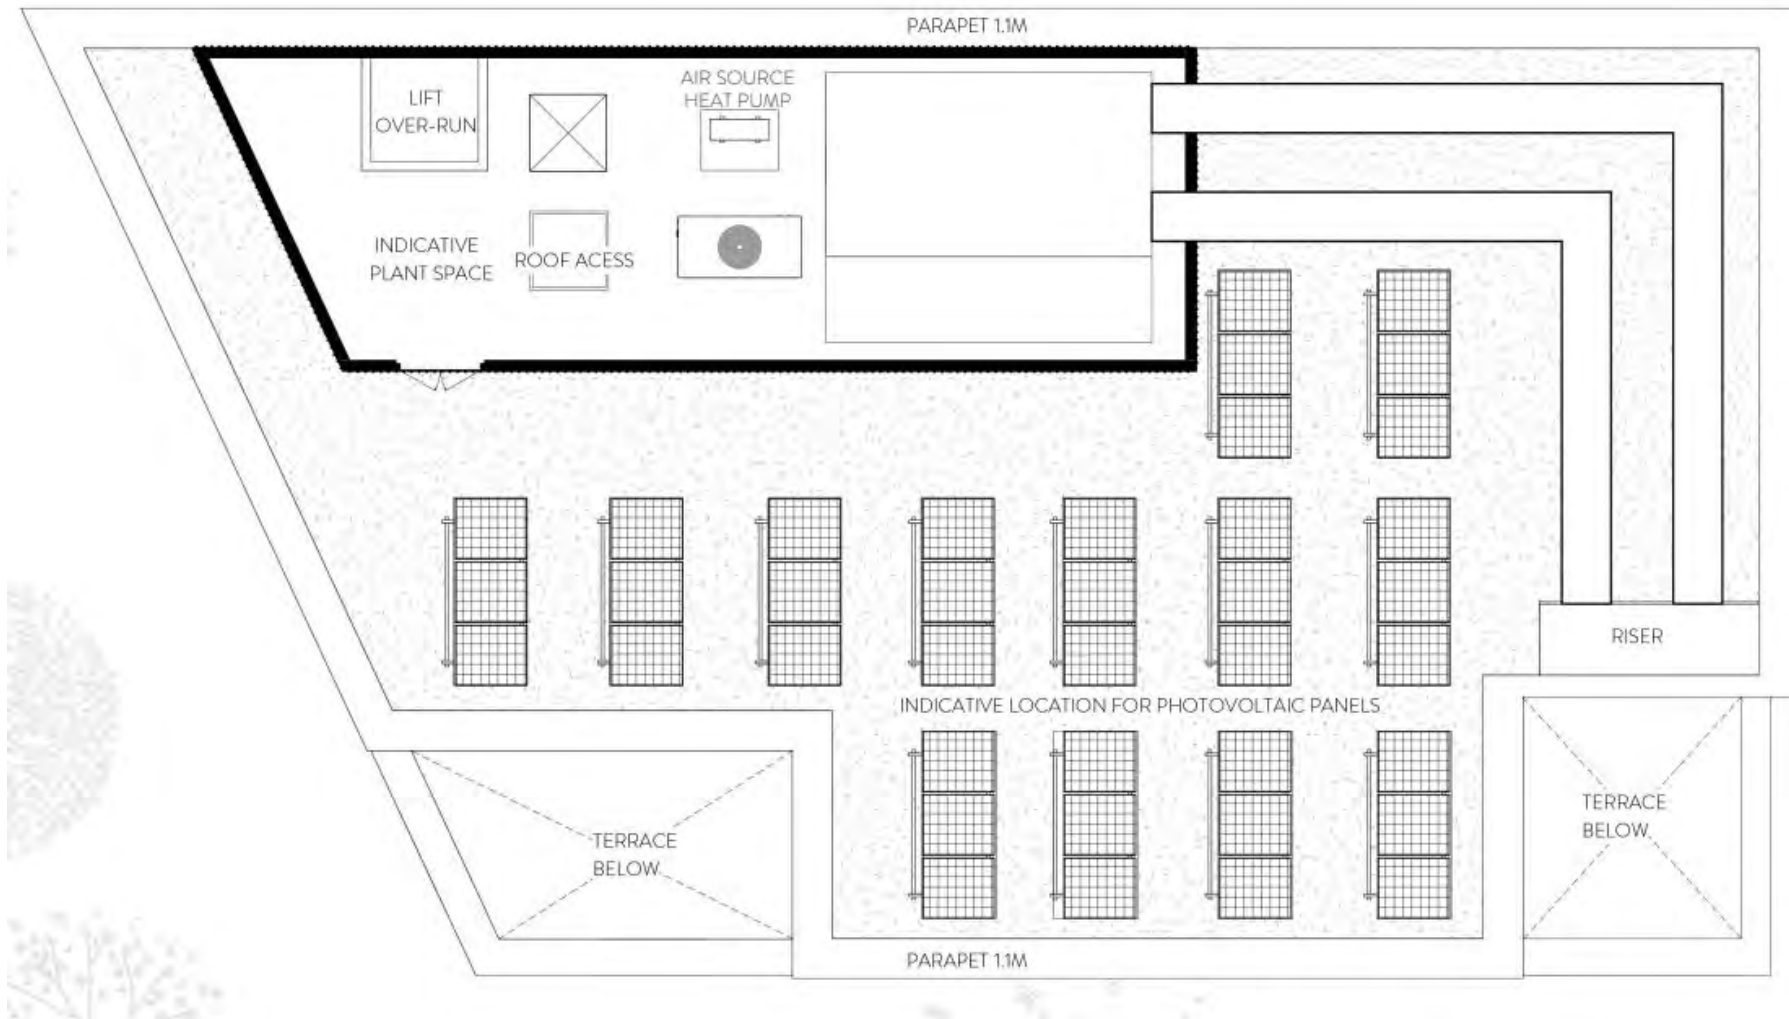 PARAPET 1.1M
AIR SOURCE
HEAT PUMP
LIFT
OVER-RUN
INDICATIVE
PLANT SPACE
ROOF ACESS
RISER
INDICATIVE LOCATION FOR PHOTOVOLTAIC PANELS
TERRACE
BELOW
TERRACE
BELOW
PARAPET 1.1M